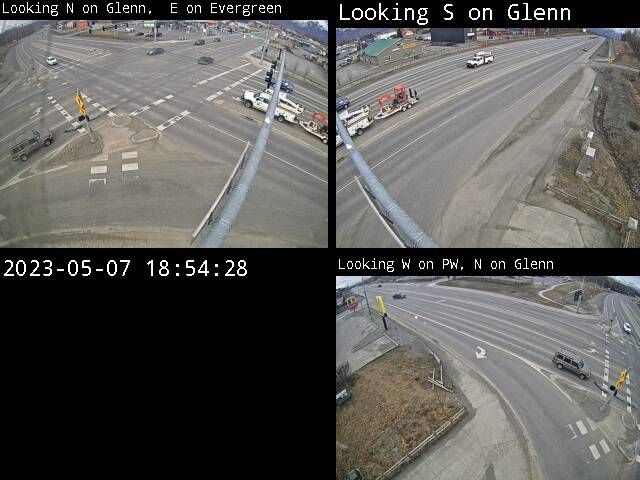 Looking N on Glenn,  E on Evergreen
Looking S on Glenn
2023-05-07 18:54:28
Looking W on PW, N on Glenn